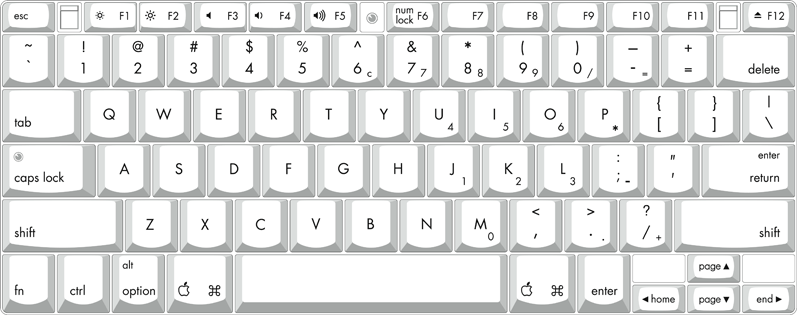 esc F1 F2 F3 F4 F5 num lock F6 F7 F8 F9 F10 F11 F12
~ ` ! 1 @ 2 # 3 $ 4 % 5 ^ 6 c & 7 7 * 8 8 ( 9 9 ) 0 / – - = + = delete
tab Q W E R T Y U 4 I 5 O 6 P * { [ } ] | \
caps lock A S D F G H J 1 K 2 L 3 : ; - " ' enter return
shift Z X C V B N M 0 < , > . . ? / + shift
fn ctrl alt option ⌘ ⌘ enter page ▲
◀ home page ▼ end ▶